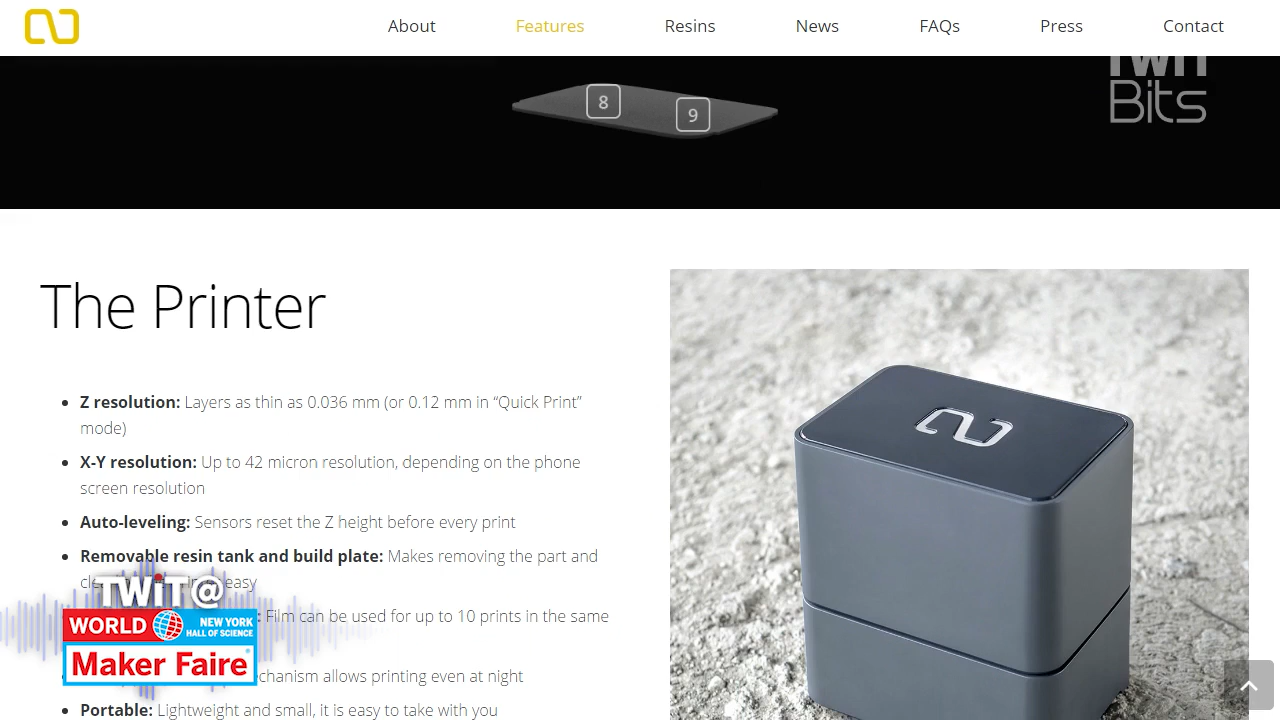 About Features Resins News FAQs Press Contact
TWiT
Bits
8
9
The Printer
Z resolution: Layers as thin as 0.036 mm (or 0.12 mm in “Quick Print”
mode)
X-Y resolution: Up to 42 micron resolution, depending on the phone
screen resolution
Auto-leveling: Sensors reset the Z height before every print
Removable resin tank and build plate: Makes removing the part and
easy
: Film can be used for up to 10 prints in the same
allows printing even at night
Portable: Lightweight and small, it is easy to take with you
TWiT@
WORLD NEW YORK
HALL OF SCIENCE
Maker Faire